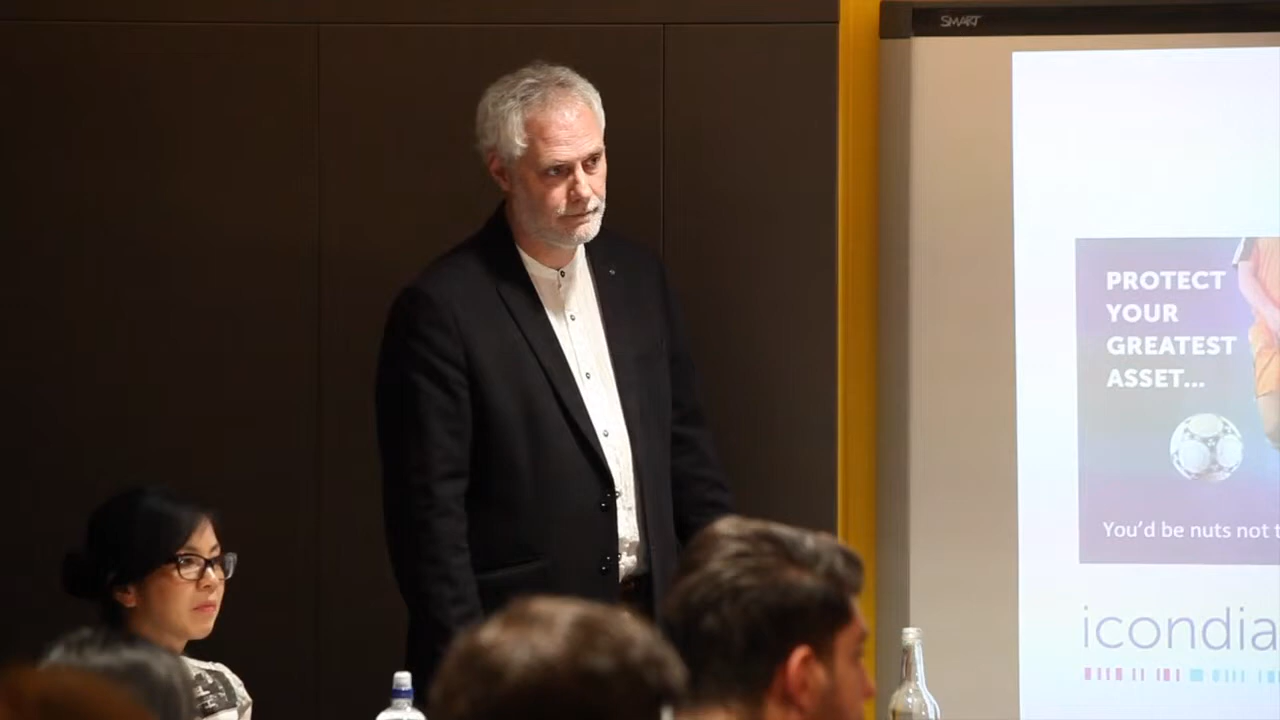 SMART
PROTECT
YOUR
GREATEST
ASSET...
You'd be nuts not t
icondia